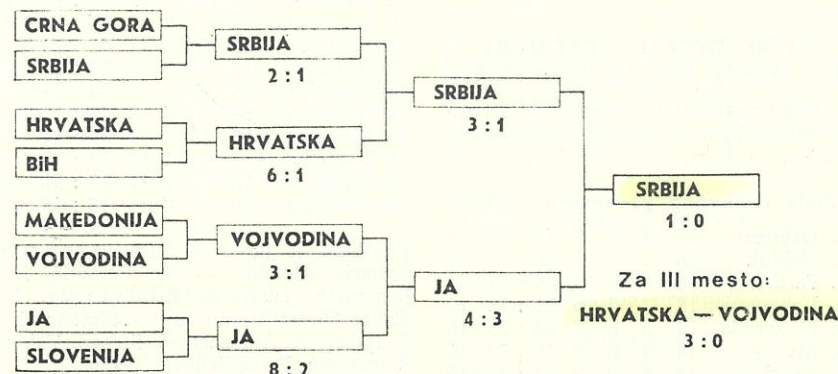 CRNA GORA
SRBIJA
SRBIJA
2 : 1
HRVATSKA
BiH
HRVATSKA
6 : 1
SRBIJA
3 : 1
MAKEDONIJA
VOJVODINA
VOJVODINA
3 : 1
JA
SLOVENIJA
JA
8 : 2
JA
4 : 3
SRBIJA
1 : 0
Za III mesto:
HRVATSKA — VOJVODINA
3 : 0